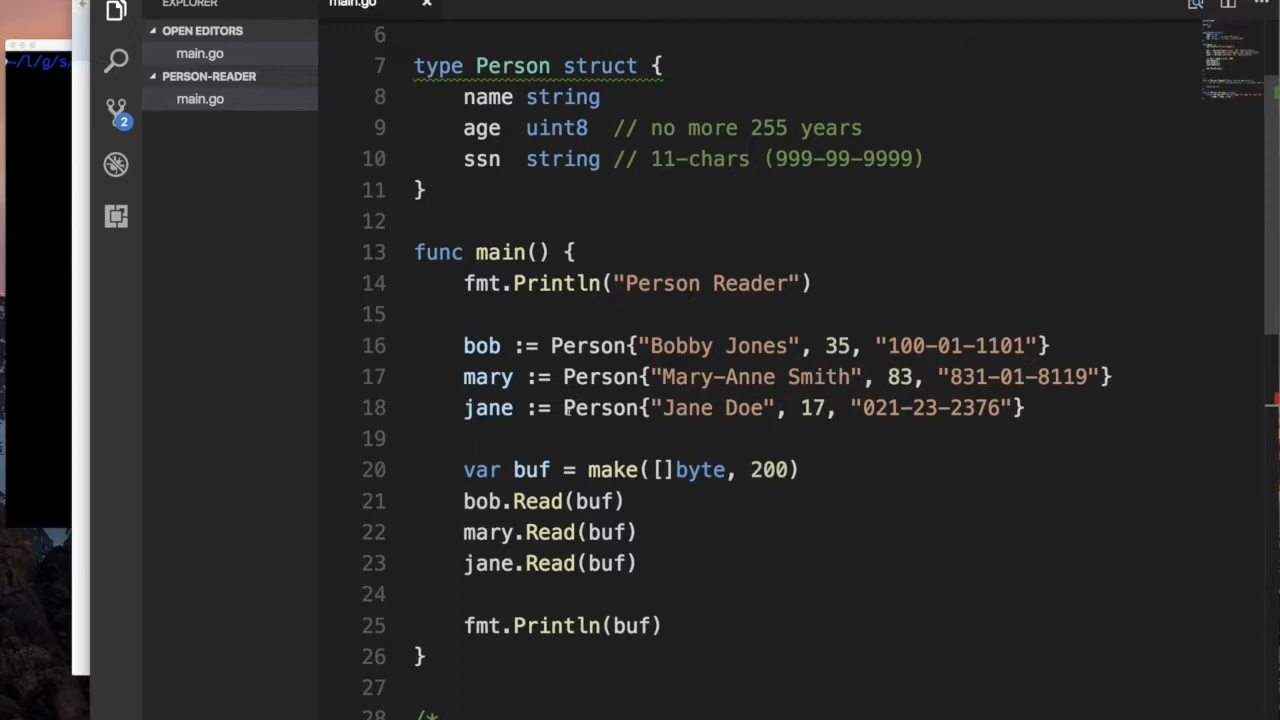 EXPLORER
main.go
OPEN EDITORS
main.go
PERSON-READER
main.go
2
~/l/g/s/
6
7 type Person struct {
8 name string
9 age uint8 // no more 255 years
10 ssn string // 11-chars (999-99-9999)
11 }
12
13 func main() {
14 fmt.Println("Person Reader")
15
16 bob := Person{"Bobby Jones", 35, "100-01-1101"}
17 mary := Person{"Mary-Anne Smith", 83, "831-01-8119"}
18 jane := Person{"Jane Doe", 17, "021-23-2376"}
19
20 var buf = make([]byte, 200)
21 bob.Read(buf)
22 mary.Read(buf)
23 jane.Read(buf)
24
25 fmt.Println(buf)
26 }
27
28 /*